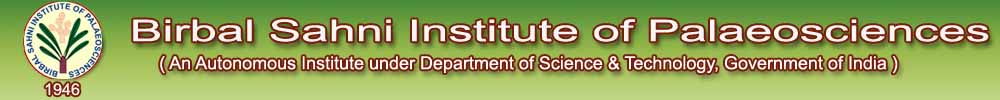 BIRBAL SAHNI INSTITUTE OF PALAEOSCIENCES
1946
Birbal Sahni Institute of Palaeosciences
( An Autonomous Institute under Department of Science & Technology, Government of India )